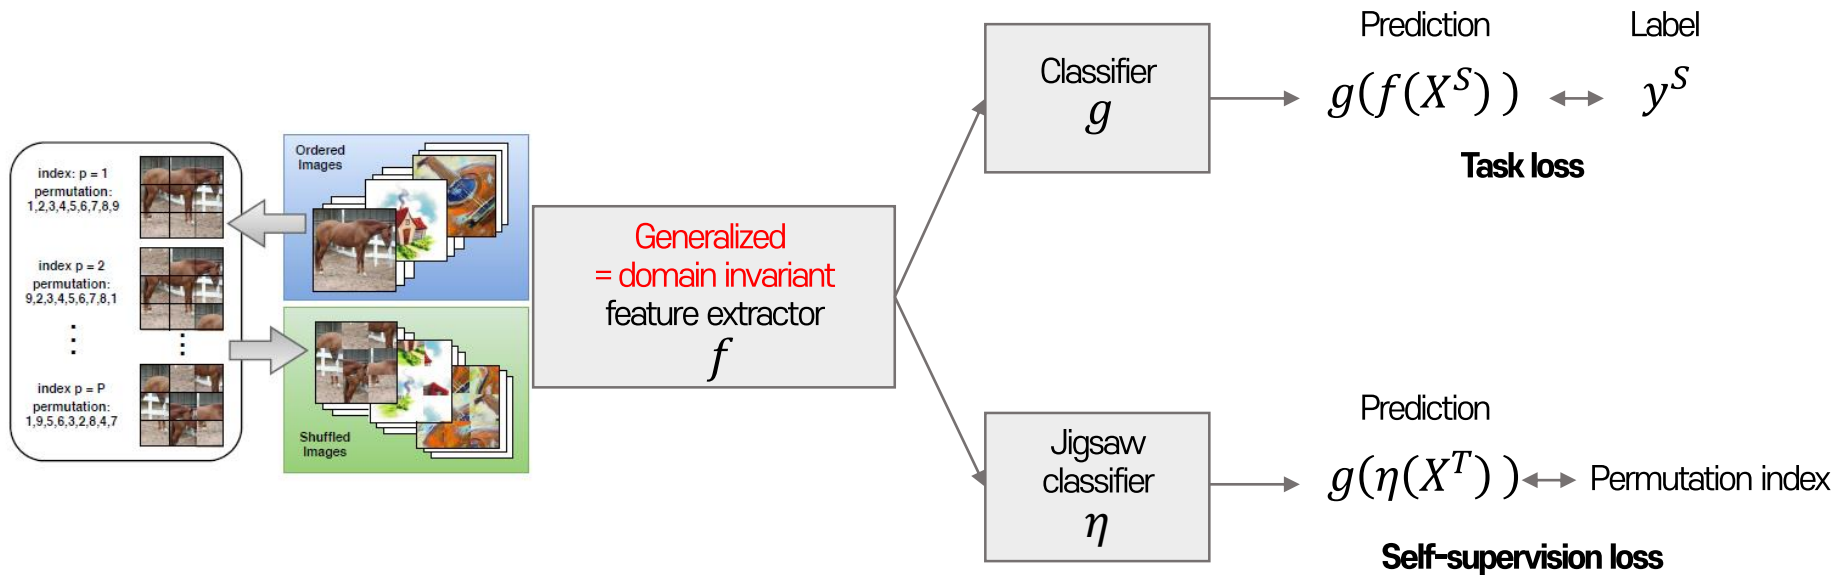 index: p = 1
permutation:
1,2,3,4,5,6,7,8,9
index p = 2
permutation:
9,2,3,4,5,6,7,8,1
index p = P
permutation:
1,9,5,6,3,2,8,4,7
Ordered
Images
Shuffled
Images
Generalized
= domain invariant
feature extractor
f
Classifier
g
Prediction
Label
g(f(X^S))
y^S
Task loss
Jigsaw
classifier
η
Prediction
g(η(X^T))
Permutation index
Self-supervision loss